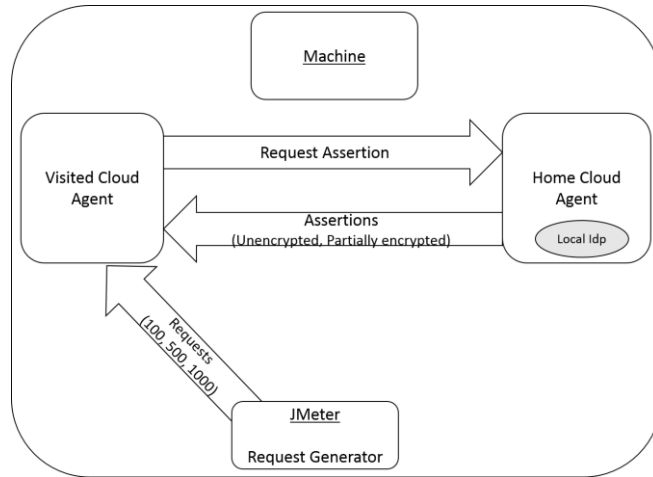 Machine
Visited Cloud
Agent
Request Assertion
Home Cloud
Agent
Assertions
(Unencrypted, Partially encrypted)
Local Idp
Requests
(100, 500, 1000)
JMeter
Request Generator